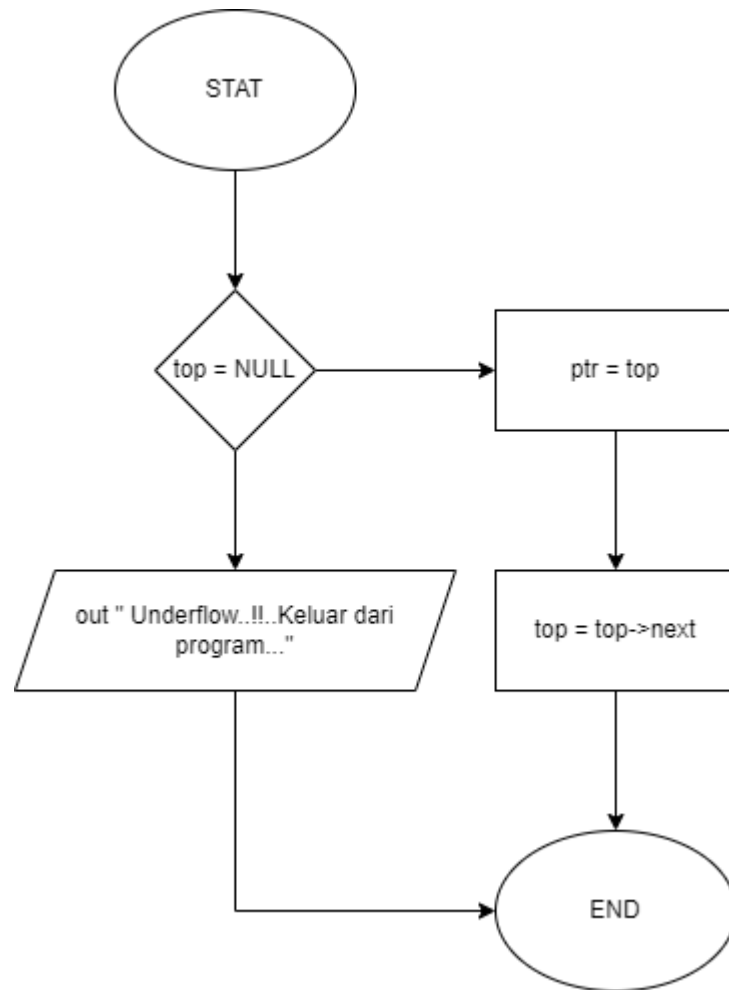 STAT
top = NULL
ptr = top
out " Underflow..!!..Keluar dari
program..."
top = top->next
END